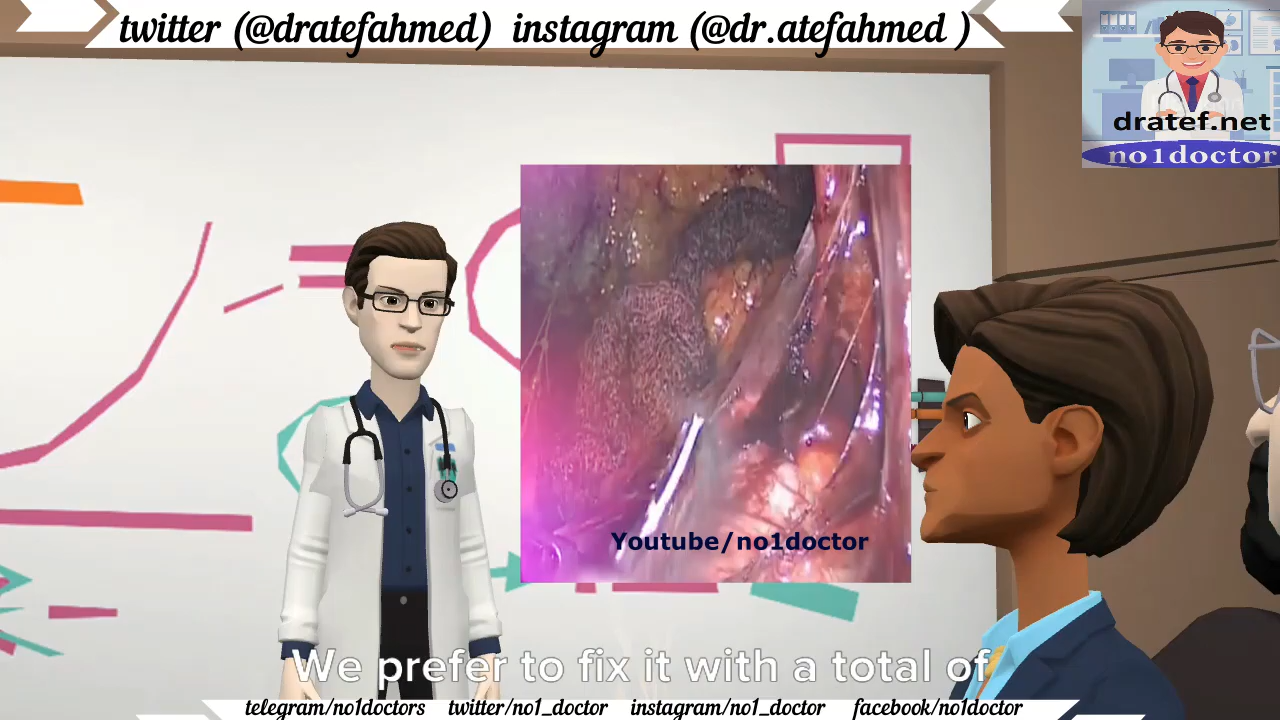 twitter (@dratefahmed) instagram (@dr.atefahmed )
dratef.net
no1doctor
Youtube/no1doctor
We prefer to fix it with a total of
telegram/no1doctors twitter/no1_doctor instagram/no1_doctor facebook/no1doctor